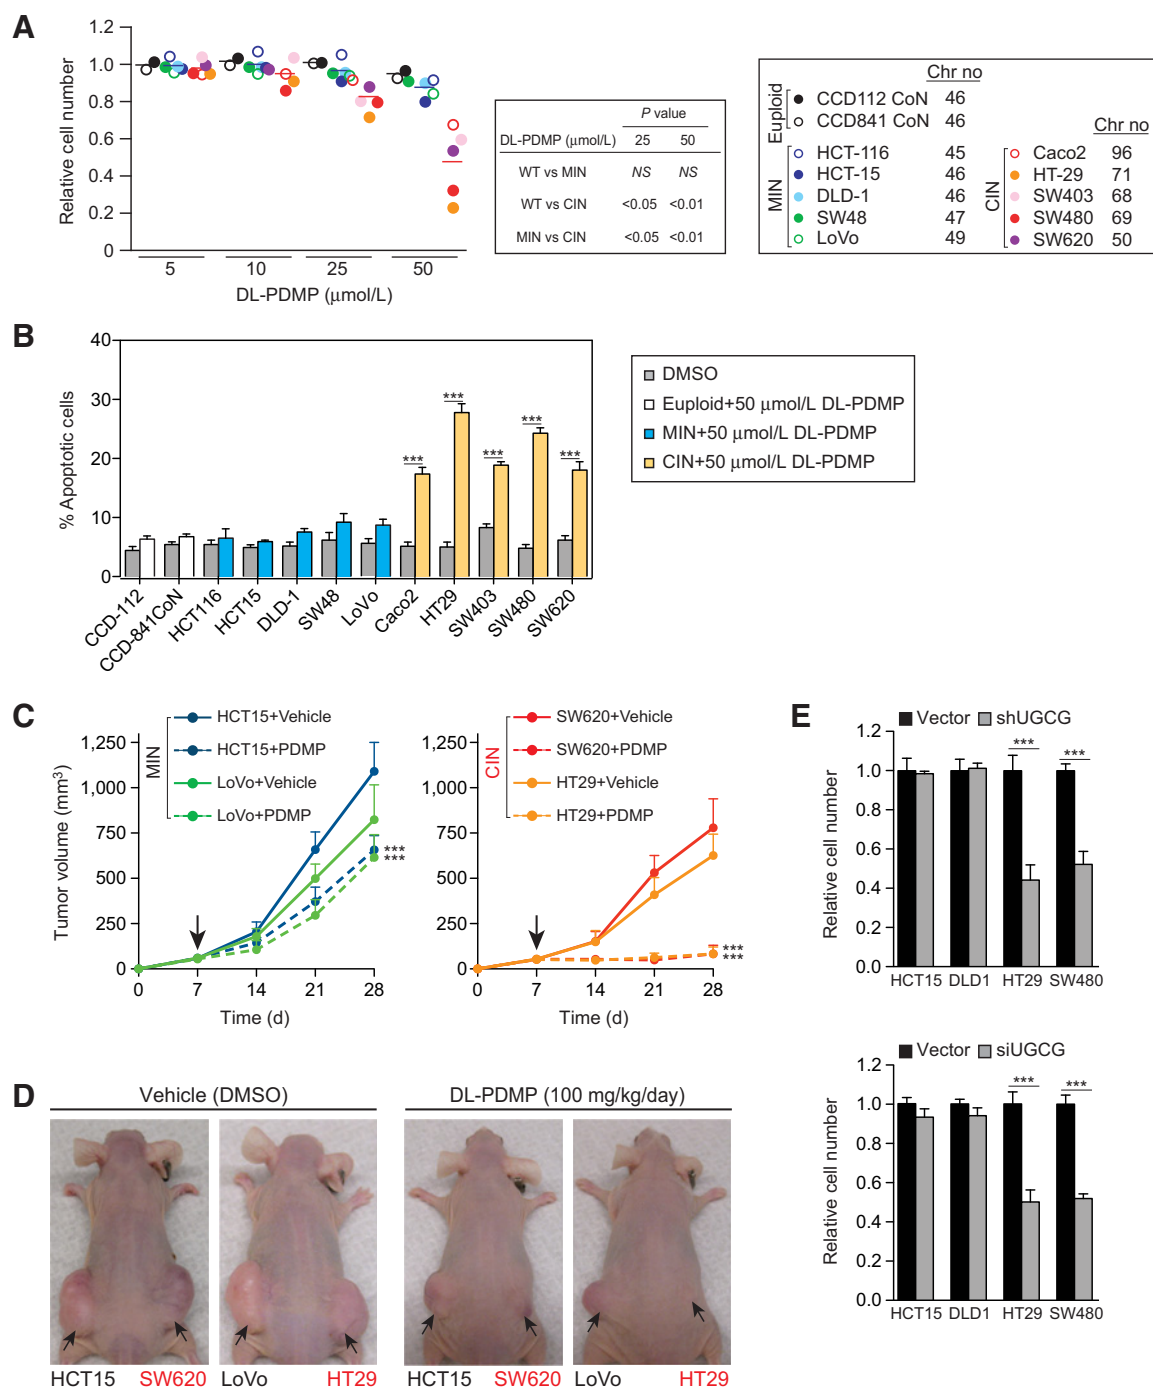 A
1.2
1.0
0.8
0.6
0.4
0.2
0
Relative cell number
5 10 25 50
DL-PDMP (μmol/L)
P value
DL-PDMP (μmol/L) 25 50
WT vs MIN NS NS
WT vs CIN <0.05 <0.01
MIN vs CIN <0.05 <0.01
Chr no
Euploid
CCD112 CoN 46
CCD841 CoN 46
MIN
HCT-116 45
HCT-15 46
DLD-1 46
SW48 47
LoVo 49
Chr no
CIN
Caco2 96
HT-29 71
SW403 68
SW480 69
SW620 50
B
40
30
20
10
0
% Apoptotic cells
*** *** *** *** ***
CCD-112
CCD-841CoN
HCT116
HCT15
DLD-1
SW48
LoVo
Caco2
HT29
SW403
SW480
SW620
DMSO
Euploid+50 μmol/L DL-PDMP
MIN+50 μmol/L DL-PDMP
CIN+50 μmol/L DL-PDMP
C
MIN
HCT15+Vehicle
HCT15+PDMP
LoVo+Vehicle
LoVo+PDMP
1,250
1,000
750
500
250
0
Tumor volume (mm³)
***
***
0 7 14 21 28
Time (d)
CIN
SW620+Vehicle
SW620+PDMP
HT29+Vehicle
HT29+PDMP
1,250
1,000
750
500
250
0
***
***
0 7 14 21 28
Time (d)
D
Vehicle (DMSO)
DL-PDMP (100 mg/kg/day)
HCT15 SW620 LoVo HT29
HCT15 SW620 LoVo HT29
E
Vector shUGCG
1.2
1.0
0.8
0.6
0.4
0.2
0.0
Relative cell number
*** ***
HCT15 DLD1 HT29 SW480
Vector siUGCG
1.2
1.0
0.8
0.6
0.4
0.2
0.0
Relative cell number
*** ***
HCT15 DLD1 HT29 SW480